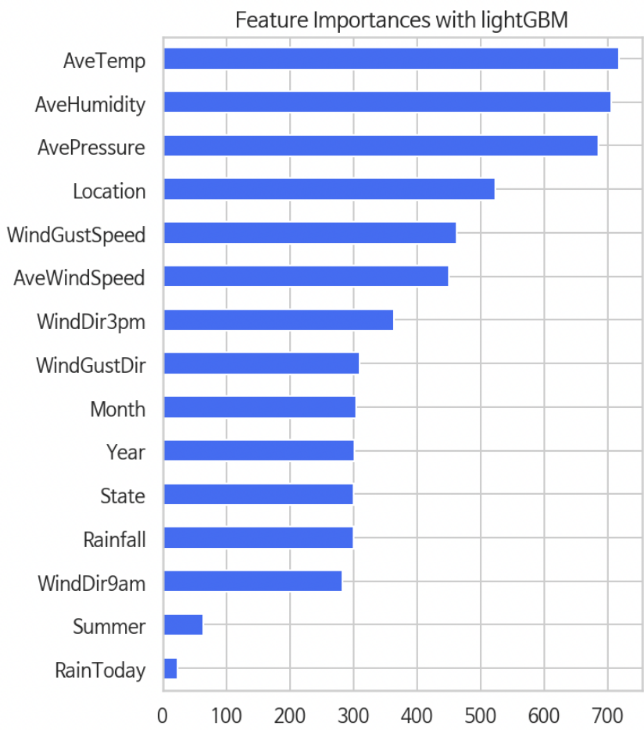 Feature Importances with lightGBM
AveTemp
AveHumidity
AvePressure
Location
WindGustSpeed
AveWindSpeed
WindDir3pm
WindGustDir
Month
Year
State
Rainfall
WindDir9am
Summer
RainToday
0 100 200 300 400 500 600 700